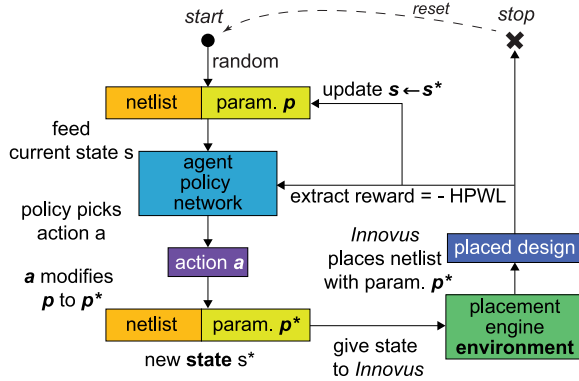 start
reset
stop
random
netlist
param. p
update s ← s*
feed
current state s
agent
policy
network
extract reward = - HPWL
policy picks
action a
action a
Innovus
places netlist
with param. p*
placed design
a modifies
p to p*
netlist
param. p*
placement
engine
environment
give state
to Innovus
new state s*